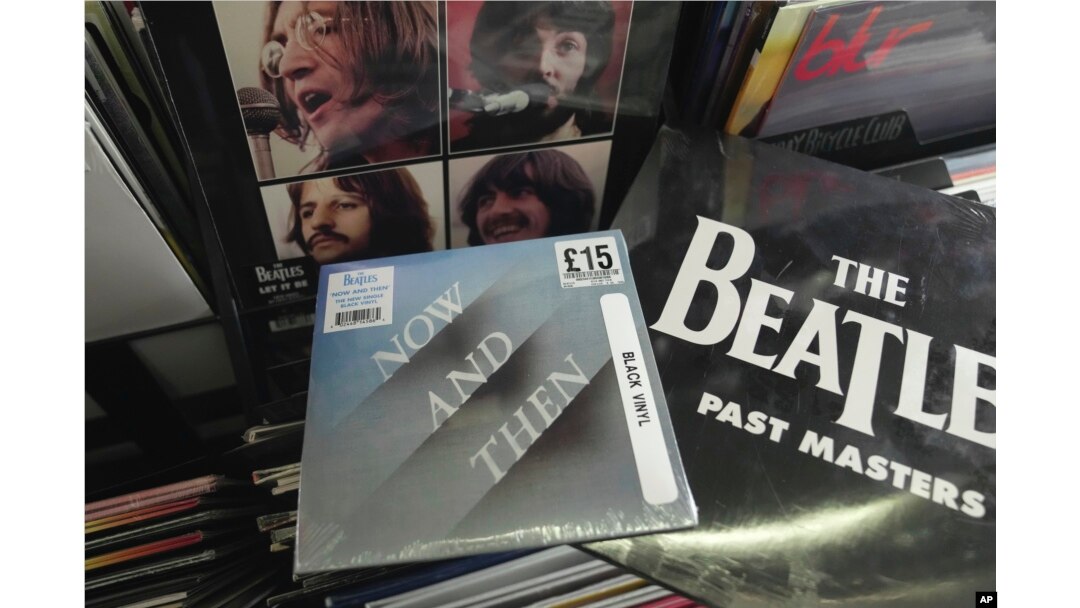 blur
MY BICYCLE CLUB
THE
BEATLES
LET IT BE
THE
BEATLES
'NOW AND THEN'
THE NEW SINGLE
BLACK VINYL
£15
NOW
AND
THEN
BLACK VINYL
THE
BEATLE
PAST MASTERS
AP